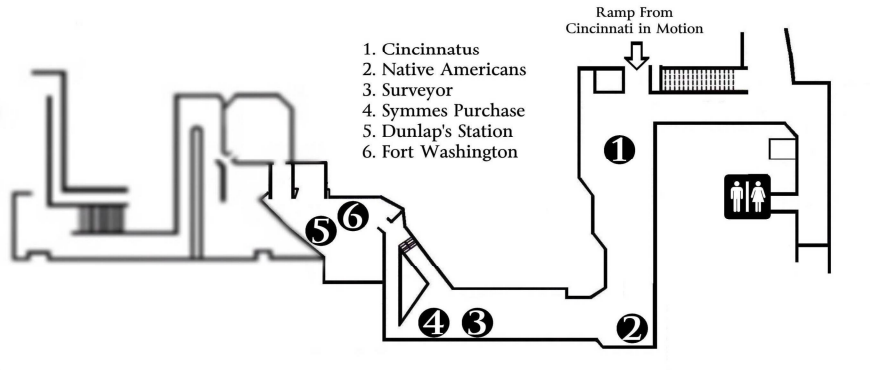 Ramp From
Cincinnati in Motion
1. Cincinnatus
2. Native Americans
3. Surveyor
4. Symmes Purchase
5. Dunlap's Station
6. Fort Washington
1
6
5
4
3
2